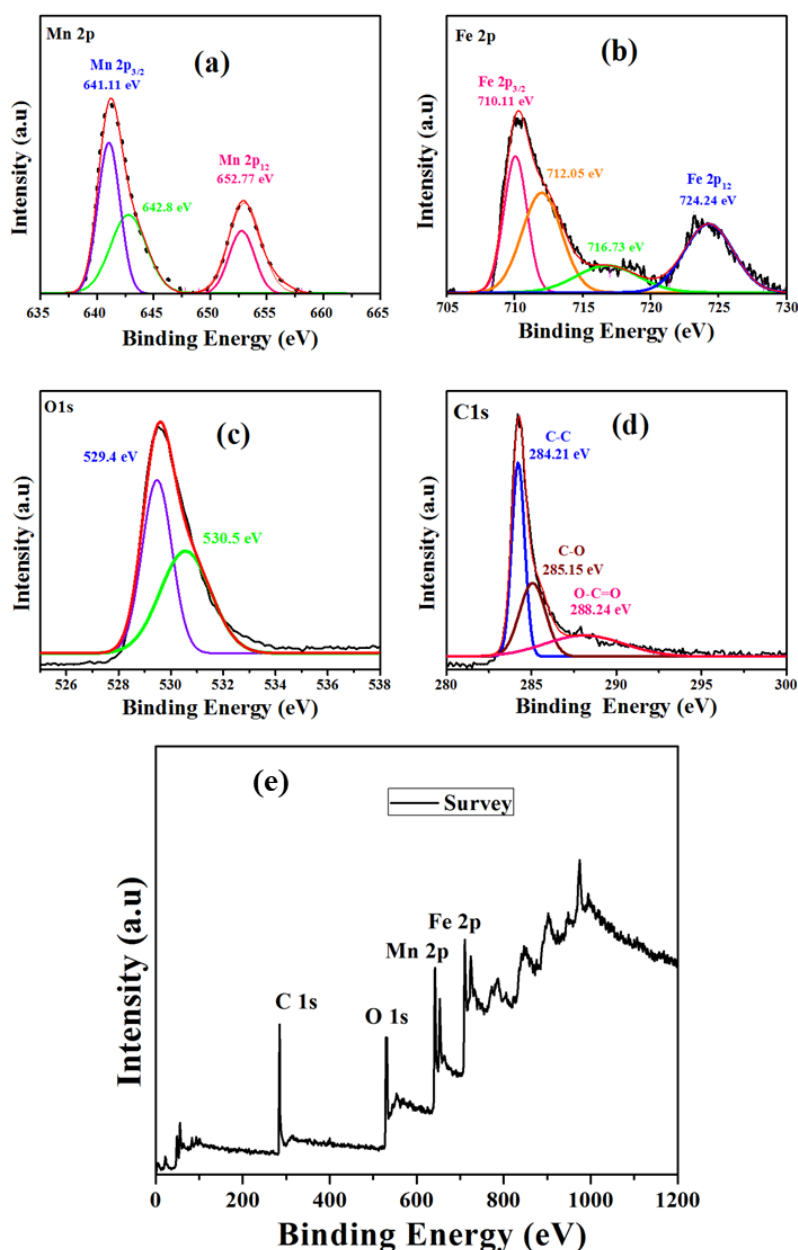 Mn 2p
(a)
Mn 2p3/2
641.11 eV
642.8 eV
Mn 2p12
652.77 eV
Intensity (a.u)
635 640 645 650 655 660 665
Binding Energy (eV)
Fe 2p
(b)
Fe 2p3/2
710.11 eV
712.05 eV
716.73 eV
Fe 2p12
724.24 eV
Intensity (a.u)
705 710 715 720 725 730
Binding Energy (eV)
O1s
(c)
529.4 eV
530.5 eV
Intensity (a.u)
526 528 530 532 534 536 538
Binding Energy (eV)
C1s
(d)
C-C
284.21 eV
C-O
285.15 eV
O-C=O
288.24 eV
Intensity (a.u)
280 285 290 295 300
Binding Energy (eV)
(e)
Survey
C 1s
O 1s
Mn 2p
Fe 2p
Intensity (a.u)
0 200 400 600 800 1000 1200
Binding Energy (eV)